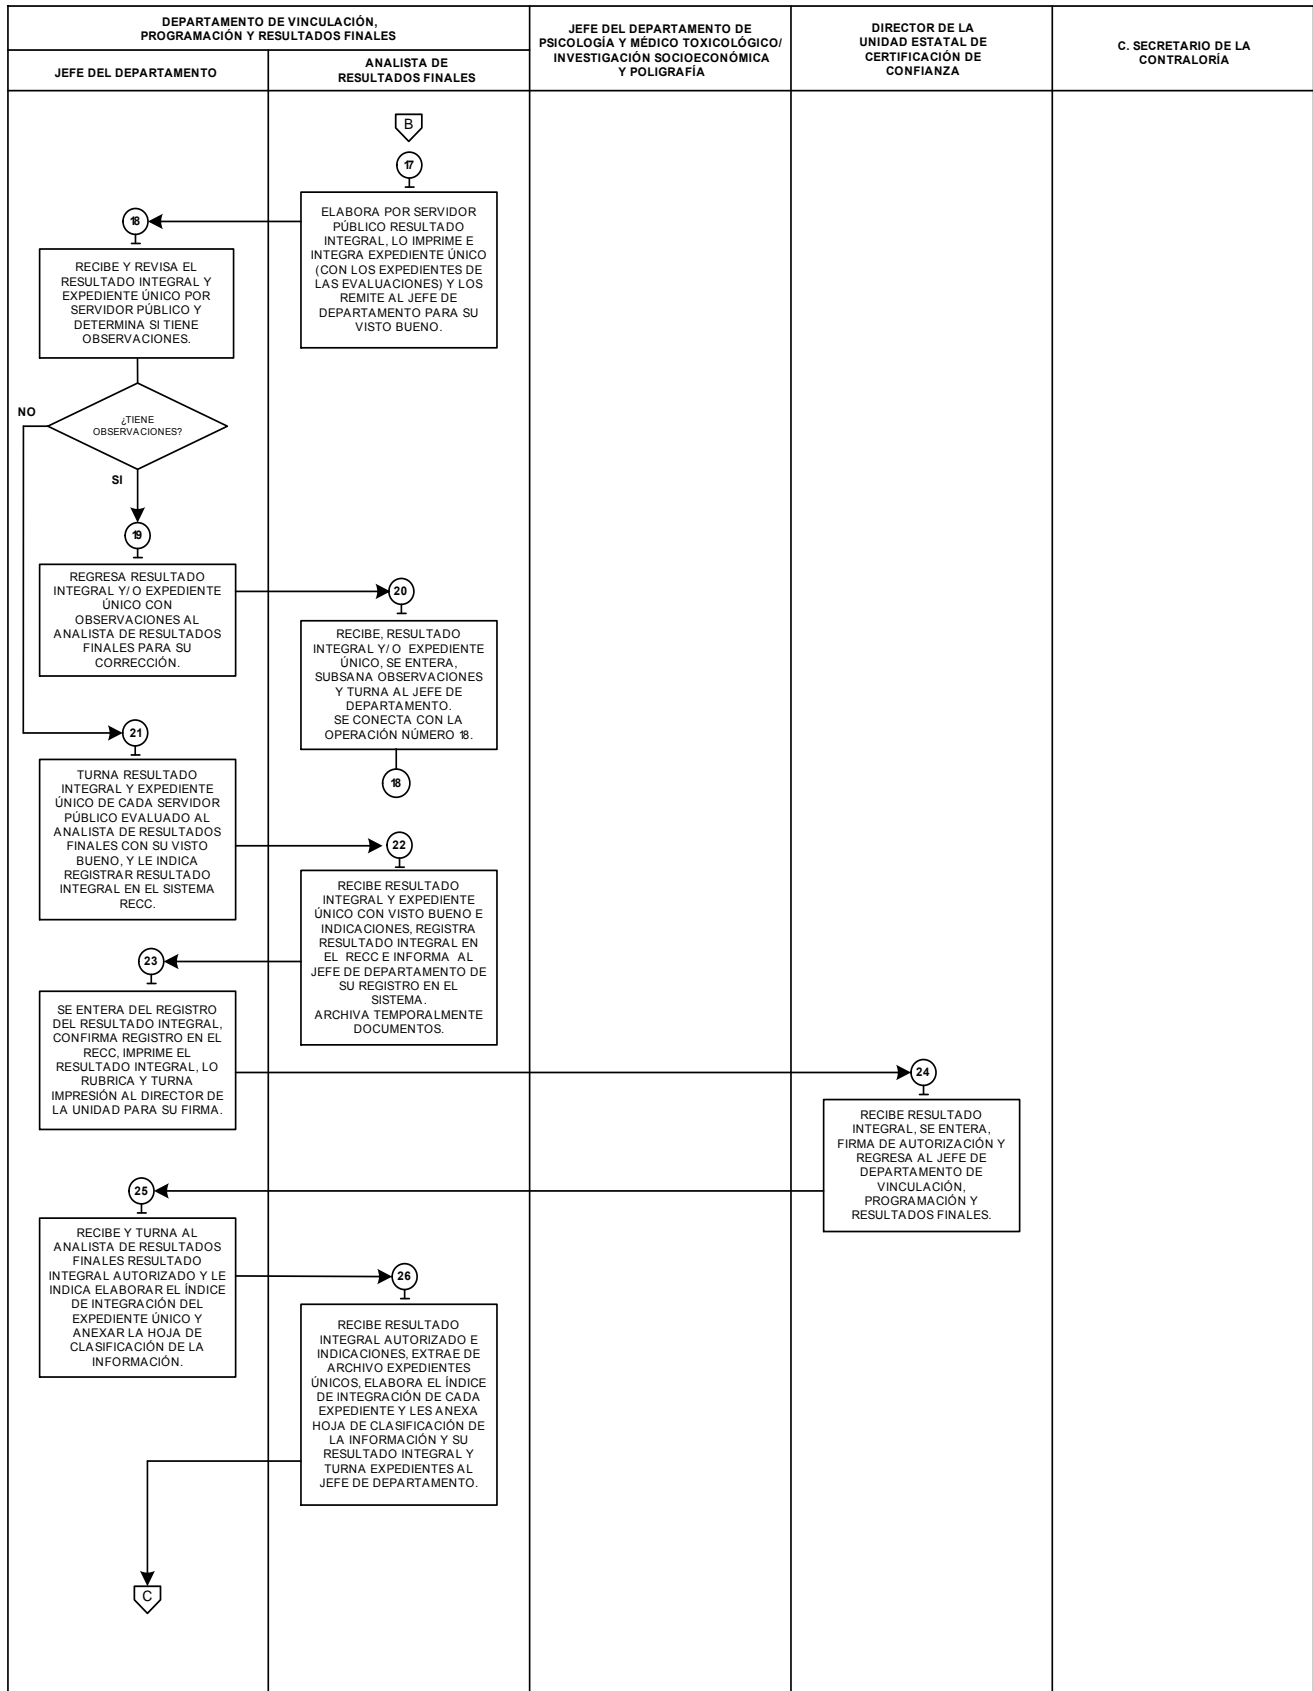 DEPARTAMENTO DE VINCULACIÓN,
PROGRAMACIÓN Y RESULTADOS FINALES
JEFE DEL DEPARTAMENTO
ANALISTA DE
RESULTADOS FINALES
JEFE DEL DEPARTAMENTO DE
PSICOLOGÍA Y MÉDICO TOXICOLÓGICO/
INVESTIGACIÓN SOCIOECONÓMICA
Y POLIGRAFÍA
DIRECTOR DE LA
UNIDAD ESTATAL DE
CERTIFICACIÓN DE
CONFIANZA
C. SECRETARIO DE LA
CONTRALORÍA
B
17
ELABORA POR SERVIDOR
PÚBLICO RESULTADO
INTEGRAL, LO IMPRIME E
INTEGRA EXPEDIENTE ÚNICO
(CON LOS EXPEDIENTES DE
LAS EVALUACIONES) Y LOS
REMITE AL JEFE DE
DEPARTAMENTO PARA SU
VISTO BUENO.
18
RECIBE Y REVISA EL
RESULTADO INTEGRAL Y
EXPEDIENTE ÚNICO POR
SERVIDOR PÚBLICO Y
DETERMINA SI TIENE
OBSERVACIONES.
NO
¿TIENE
OBSERVACIONES?
SI
19
REGRESA RESULTADO
INTEGRAL Y/O EXPEDIENTE
ÚNICO CON
OBSERVACIONES AL
ANALISTA DE RESULTADOS
FINALES PARA SU
CORRECCIÓN.
20
RECIBE, RESULTADO
INTEGRAL Y/O EXPEDIENTE
ÚNICO, SE ENTERA,
SUBSANA OBSERVACIONES
Y TURNA AL JEFE DE
DEPARTAMENTO.
SE CONECTA CON LA
OPERACIÓN NÚMERO 18.
18
21
TURNA RESULTADO
INTEGRAL Y EXPEDIENTE
ÚNICO DE CADA SERVIDOR
PÚBLICO EVALUADO AL
ANALISTA DE RESULTADOS
FINALES CON SU VISTO
BUENO, Y LE INDICA
REGISTRAR RESULTADO
INTEGRAL EN EL SISTEMA
RECC.
22
RECIBE RESULTADO
INTEGRAL Y EXPEDIENTE
ÚNICO CON VISTO BUENO E
INDICACIONES, REGISTRA
RESULTADO INTEGRAL EN
EL RECC E INFORMA AL
JEFE DE DEPARTAMENTO DE
SU REGISTRO EN EL
SISTEMA.
ARCHIVA TEMPORALMENTE
DOCUMENTOS.
23
SE ENTERA DEL REGISTRO
DEL RESULTADO INTEGRAL,
CONFIRMA REGISTRO EN EL
RECC, IMPRIME EL
RESULTADO INTEGRAL, LO
RUBRICA Y TURNA
IMPRESIÓN AL DIRECTOR DE
LA UNIDAD PARA SU FIRMA.
24
RECIBE RESULTADO
INTEGRAL, SE ENTERA,
FIRMA DE AUTORIZACIÓN Y
REGRESA AL JEFE DE
DEPARTAMENTO DE
VINCULACIÓN,
PROGRAMACIÓN Y
RESULTADOS FINALES.
25
RECIBE Y TURNA AL
ANALISTA DE RESULTADOS
FINALES RESULTADO
INTEGRAL AUTORIZADO Y LE
INDICA ELABORAR EL ÍNDICE
DE INTEGRACIÓN DEL
EXPEDIENTE ÚNICO Y
ANEXAR LA HOJA DE
CLASIFICACIÓN DE LA
INFORMACIÓN.
26
RECIBE RESULTADO
INTEGRAL AUTORIZADO E
INDICACIONES, EXTRAE DE
ARCHIVO EXPEDIENTES
ÚNICOS, ELABORA EL ÍNDICE
DE INTEGRACIÓN DE CADA
EXPEDIENTE Y LES ANEXA
HOJA DE CLASIFICACIÓN DE
LA INFORMACIÓN Y SU
RESULTADO INTEGRAL Y
TURNA EXPEDIENTES AL
JEFE DE DEPARTAMENTO.
C